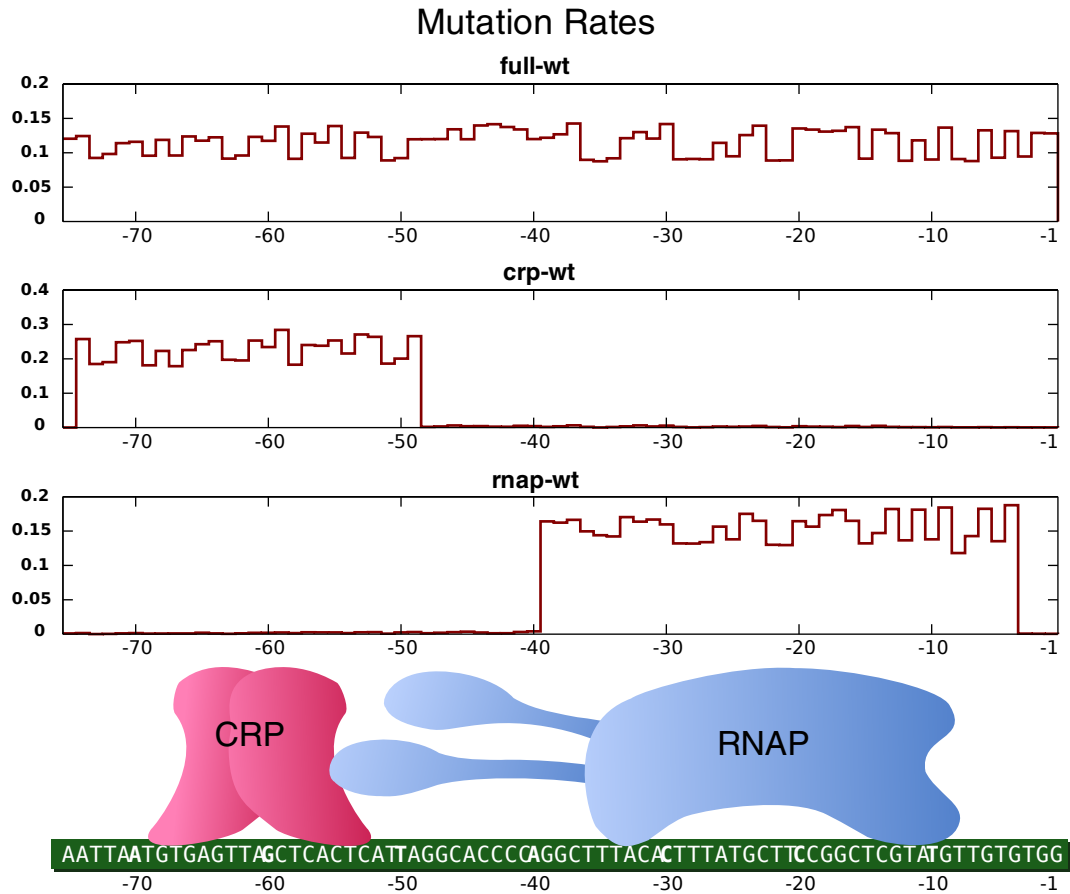 Mutation Rates
full-wt
0.2
0.15
0.1
0.05
0
-70 -60 -50 -40 -30 -20 -10 -1
crp-wt
0.4
0.3
0.2
0.1
0
-70 -60 -50 -40 -30 -20 -10 -1
rnap-wt
0.2
0.15
0.1
0.05
0
-70 -60 -50 -40 -30 -20 -10 -1
CRP
RNAP
AATTAATGTGAGTTAGCTCACTCATTAGGCACCCCAGGCTTTACACTTTATGCTTCCGGCTCGTATGTTGTGTGG
-70 -60 -50 -40 -30 -20 -10 -1